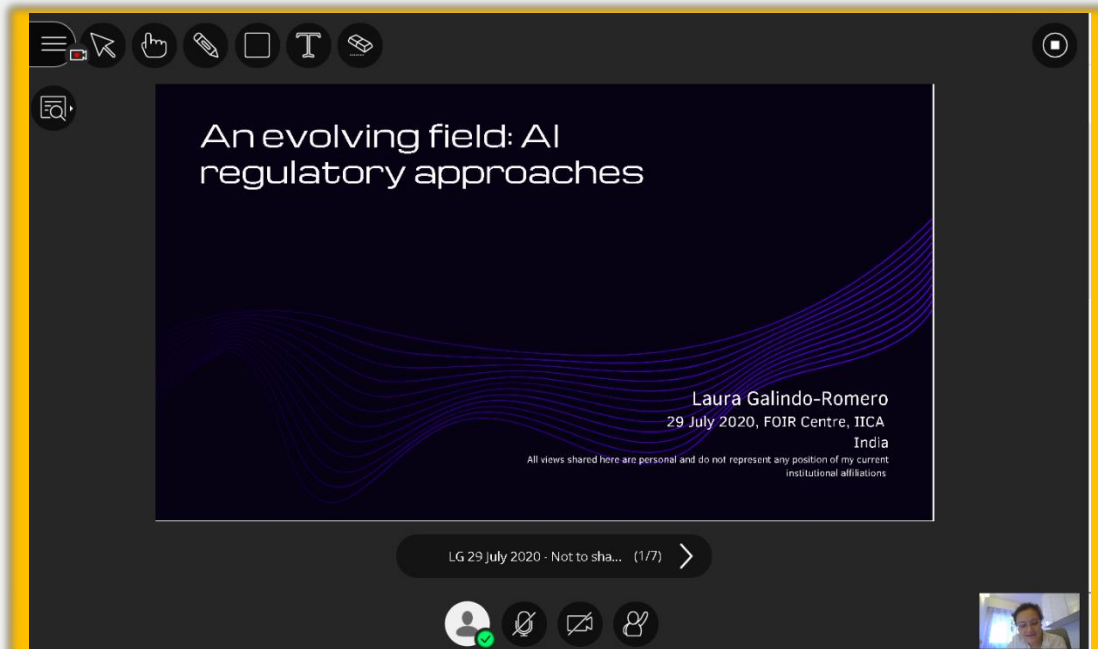 An evolving field: AI
regulatory approaches
Laura Galindo-Romero
29 July 2020, FOIR Centre, IICA
India
All views shared here are personal and do not represent any position of my current
institutional affiliations
LG 29 July 2020 - Not to sha... (1/7)